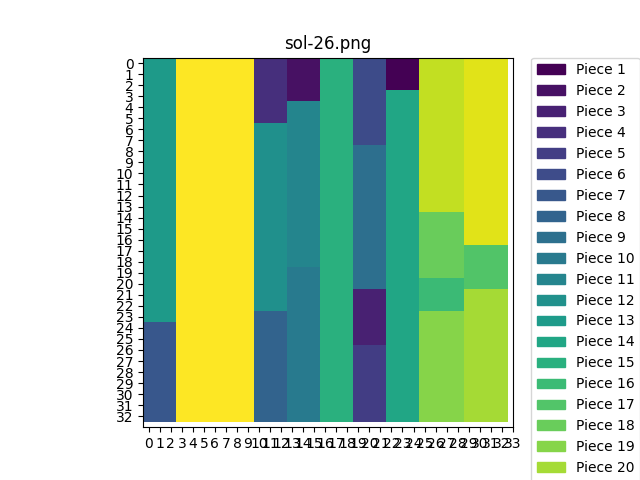 sol-26.png
0
1
2
3
4
5
6
7
8
9
10
11
12
13
14
15
16
17
18
19
20
21
22
23
24
25
26
27
28
29
30
31
32
0 1 2 3 4 5 6 7 8 9 10 11 12 13 14 15 16 17 18 19 20 21 22 23 24 25 26 27 28 29 30 31 32 33
Piece 1
Piece 2
Piece 3
Piece 4
Piece 5
Piece 6
Piece 7
Piece 8
Piece 9
Piece 10
Piece 11
Piece 12
Piece 13
Piece 14
Piece 15
Piece 16
Piece 17
Piece 18
Piece 19
Piece 20